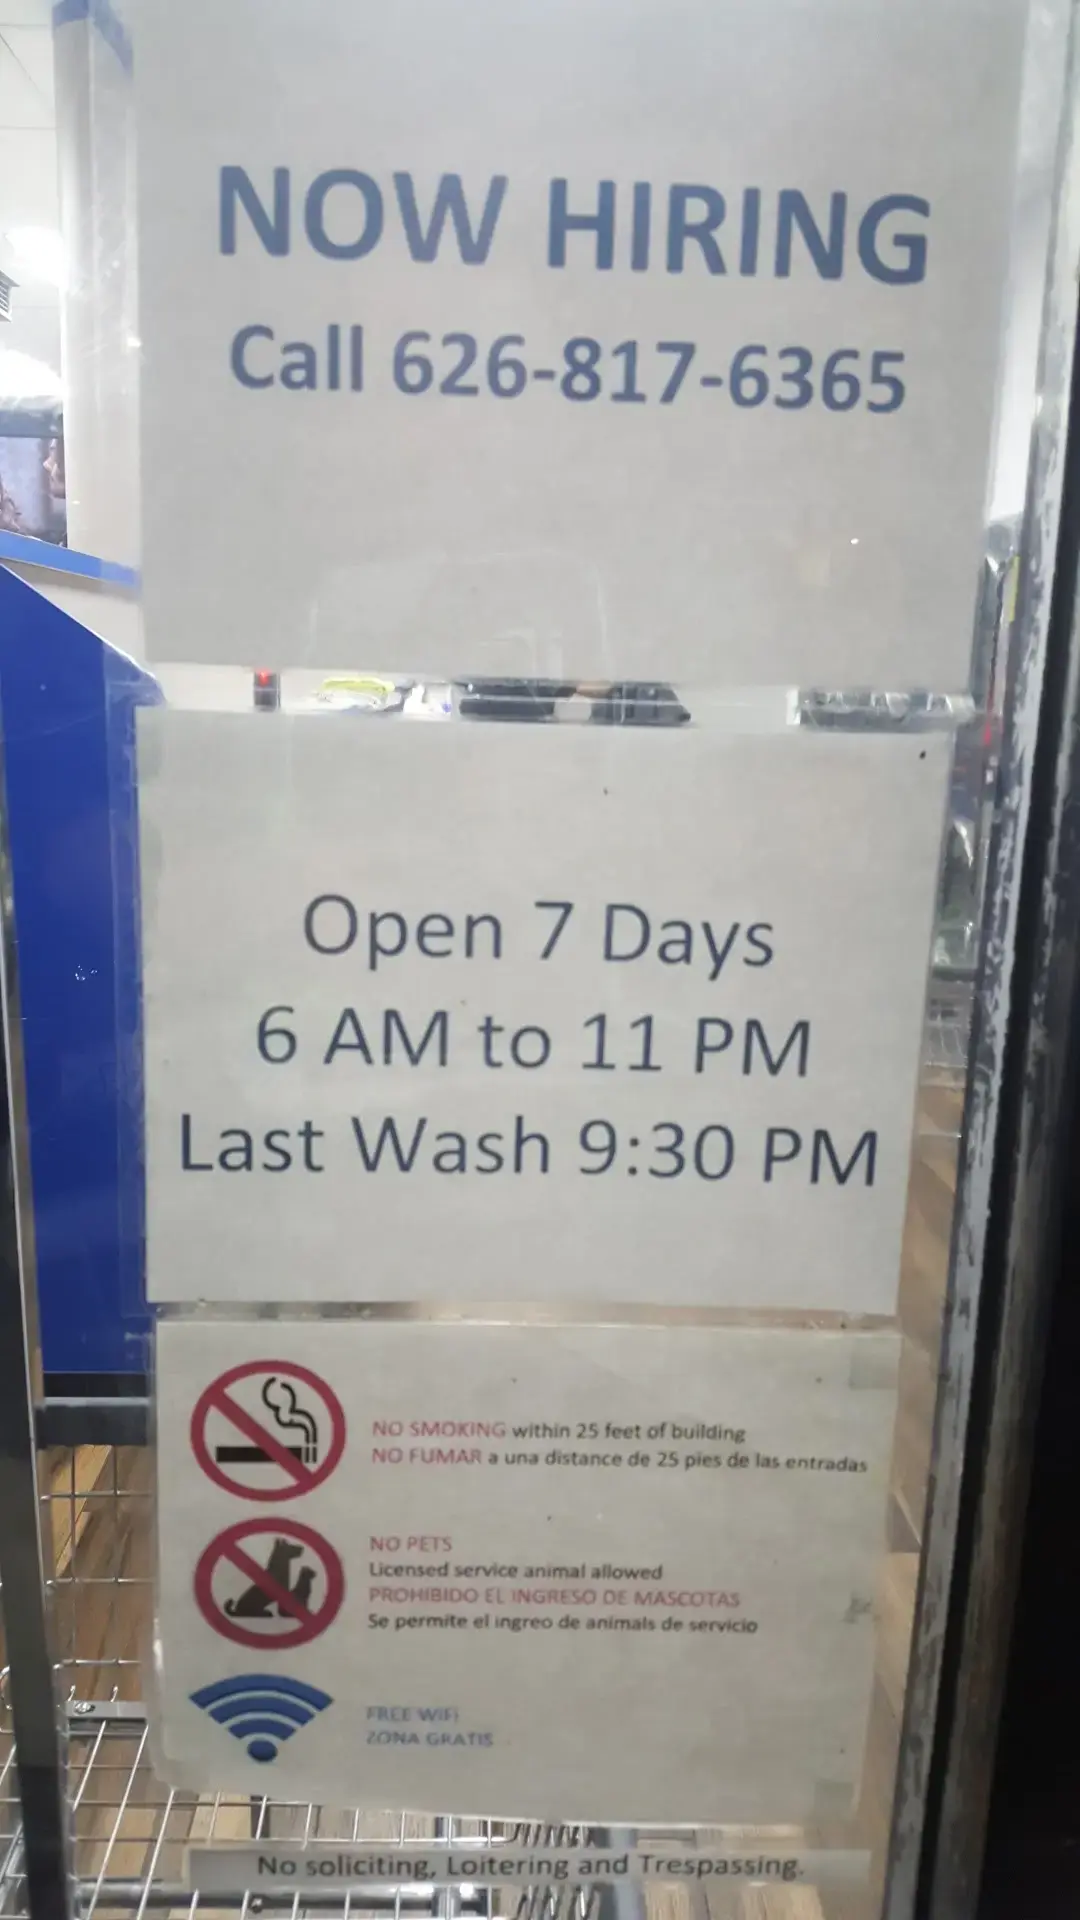 NOW HIRING
Call 626-817-6365
Open 7 Days
6 AM to 11 PM
Last Wash 9:30 PM
NO SMOKING within 25 feet of building
NO FUMAR a una distance de 25 pies de las entradas
NO PETS
Licensed service animal allowed
PROHIBIDO EL INGRESO DE MASCOTAS
Se permite el ingreo de animals de servicio
FREE WiFi
ZONA GRATIS
No soliciting, Loitering and Trespassing.